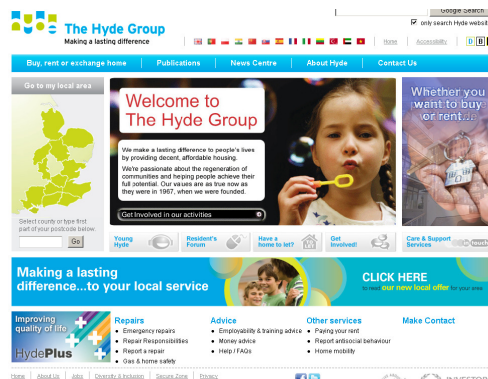 Google Search
only search Hyde websit
The Hyde Group
Making a lasting difference
Home
Accessibility
D
B
Buy, rent or exchange home
Publications
News Centre
About Hyde
Contact Us
Go to my local area
Select county or type first
part of your postcode below.
Go
Welcome to
The Hyde Group
We make a lasting difference to people's lives
by providing decent, affordable housing.
We're passionate about the regeneration of
communities and helping people achieve their
full potential. Our values are as true now as
they were in 1967, when we founded.
Get Involved in our activities
Whether you
want to buy
or rent...
Young
Hyde
Resident's
Forum
Have a
home to let?
Get
Involved!
Care & Support
Services
in touch
Making a lasting
difference...to your local service
CLICK HERE
to read our new local offer for your area
Improving
quality of life
HydePlus
Repairs
Emergency repairs
Repair Responsibilities
Report a repair
Gas & home safety
Advice
Employability & training advice
Money advice
Help / FAQs
Other services
Paying your rent
Report antisocial behaviour
Home mobility
Make Contact
Home
About Us
Jobs
Diversity & Inclusion
Secure Zone
Privacy
INVESTOR